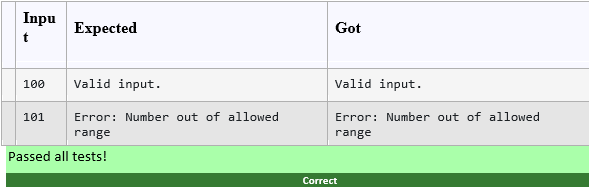 Input Expected Got
100 Valid input. Valid input.
101 Error: Number out of allowed range Error: Number out of allowed range
Passed all tests!
Correct